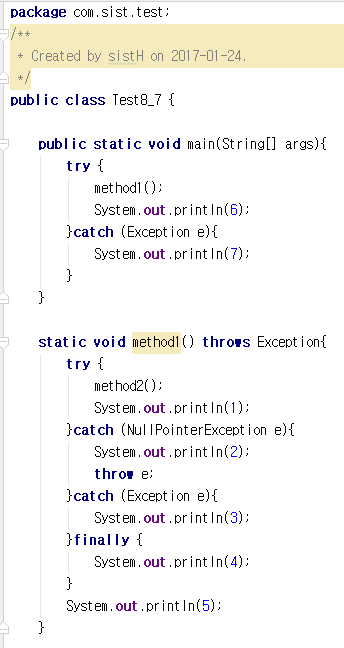 package com.sist.test;
/**
 * Created by sistH on 2017-01-24.
 */
public class Test8_7 {

    public static void main(String[] args){
        try {
            method1();
            System.out.println(6);
        }catch (Exception e){
            System.out.println(7);
        }
    }

    static void method1() throws Exception{
        try {
            method2();
            System.out.println(1);
        }catch (NullPointerException e){
            System.out.println(2);
            throw e;
        }catch (Exception e){
            System.out.println(3);
        }finally {
            System.out.println(4);
        }
        System.out.println(5);
    }